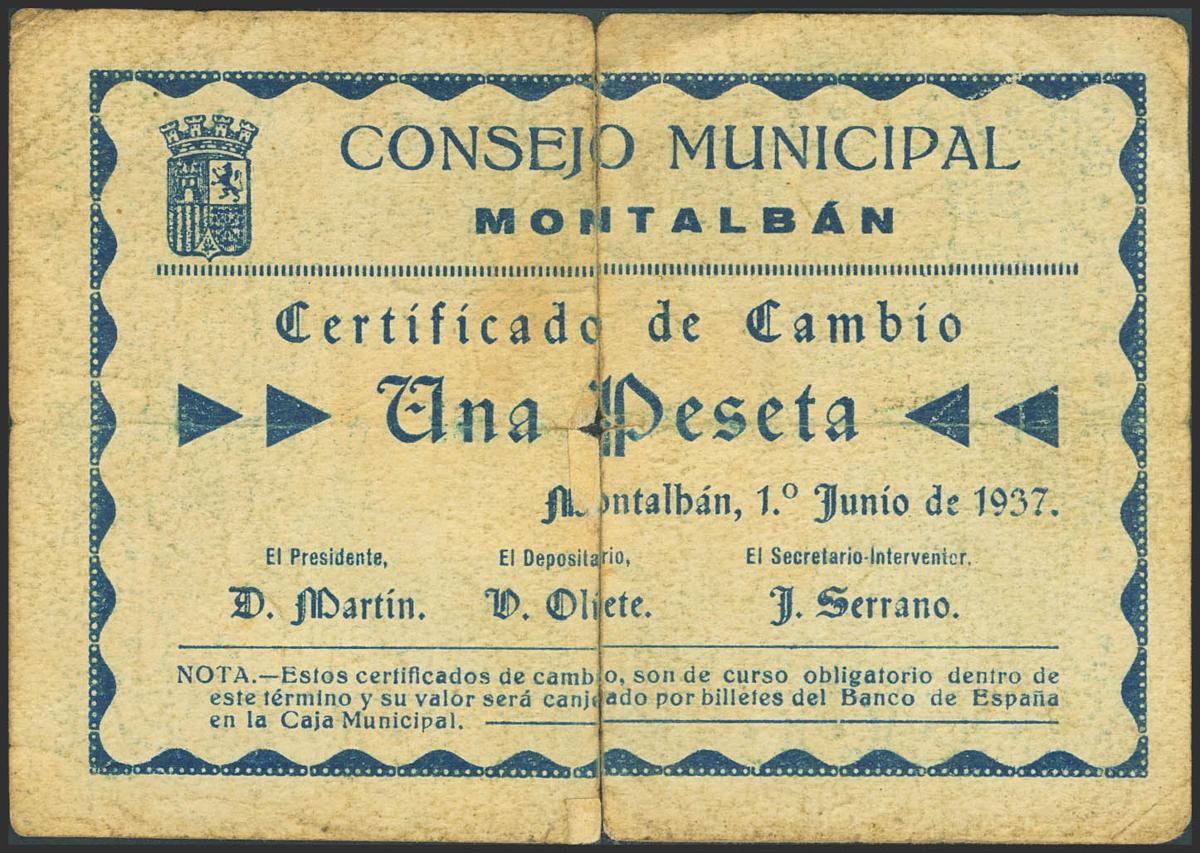 CONSEJO MUNICIPAL
MONTALBÁN
Certificado de Cambio
Una Peseta
Montalbán, 1.º Junio de 1937.
El Presidente, El Depositario, El Secretario-Interventor,
D. Martín. V. Oliete. J. Serrano.
NOTA.—Estos certificados de cambio, son de curso obligatorio dentro de
este término y su valor será canjeado por billetes del Banco de España
en la Caja Municipal.